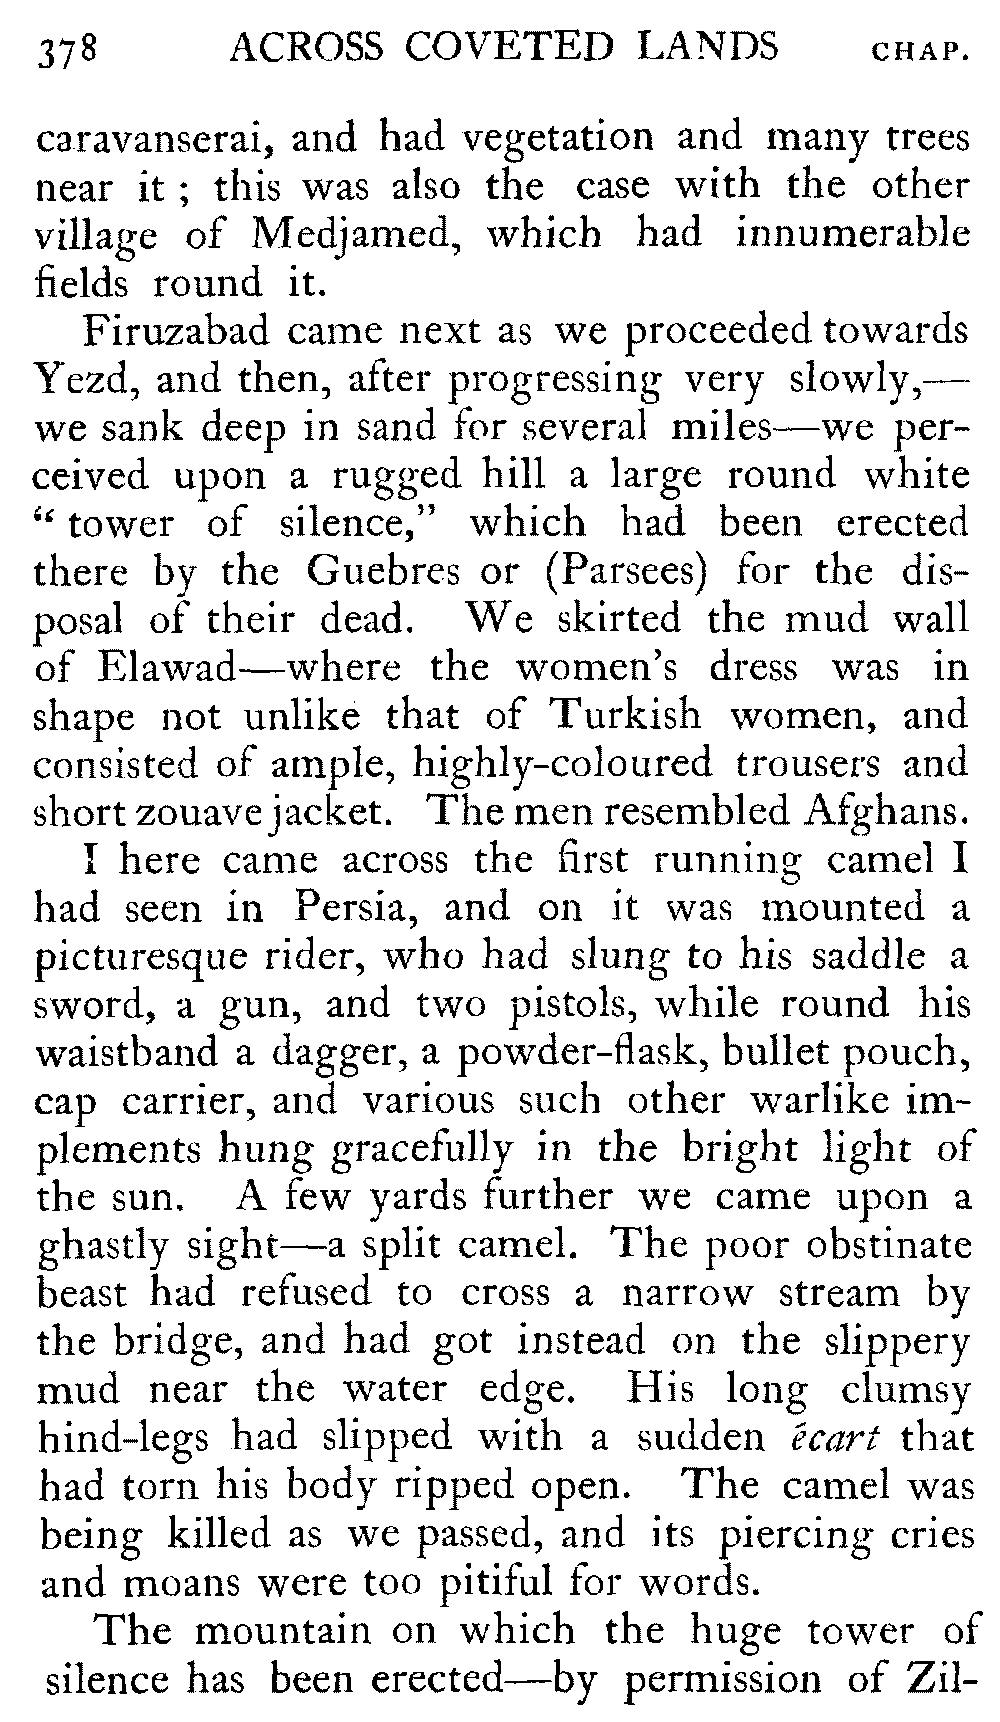 378 ACROSS COVETED LANDS CHAP.
caravanserai, and had vegetation and many trees
near it ; this was also the case with the other
village of Medjamed, which had innumerable
fields round it.
Firuzabad came next as we proceeded towards
Yezd, and then, after progressing very slowly,—
we sank deep in sand for several miles—we per-
ceived upon a rugged hill a large round white
“ tower of silence,” which had been erected
there by the Guebres or (Parsees) for the dis-
posal of their dead. We skirted the mud wall
of Elawad—where the women's dress was in
shape not unlike that of Turkish women, and
consisted of ample, highly-coloured trousers and
short zouave jacket. The men resembled Afghans.
I here came across the first running camel I
had seen in Persia, and on it was mounted a
picturesque rider, who had slung to his saddle a
sword, a gun, and two pistols, while round his
waistband a dagger, a powder-flask, bullet pouch,
cap carrier, and various such other warlike im-
plements hung gracefully in the bright light of
the sun. A few yards further we came upon a
ghastly sight—a split camel. The poor obstinate
beast had refused to cross a narrow stream by
the bridge, and had got instead on the slippery
mud near the water edge. His long clumsy
hind-legs had slipped with a sudden écart that
had torn his body ripped open. The camel was
being killed as we passed, and its piercing cries
and moans were too pitiful for words.
The mountain on which the huge tower of
silence has been erected—by permission of Zil-